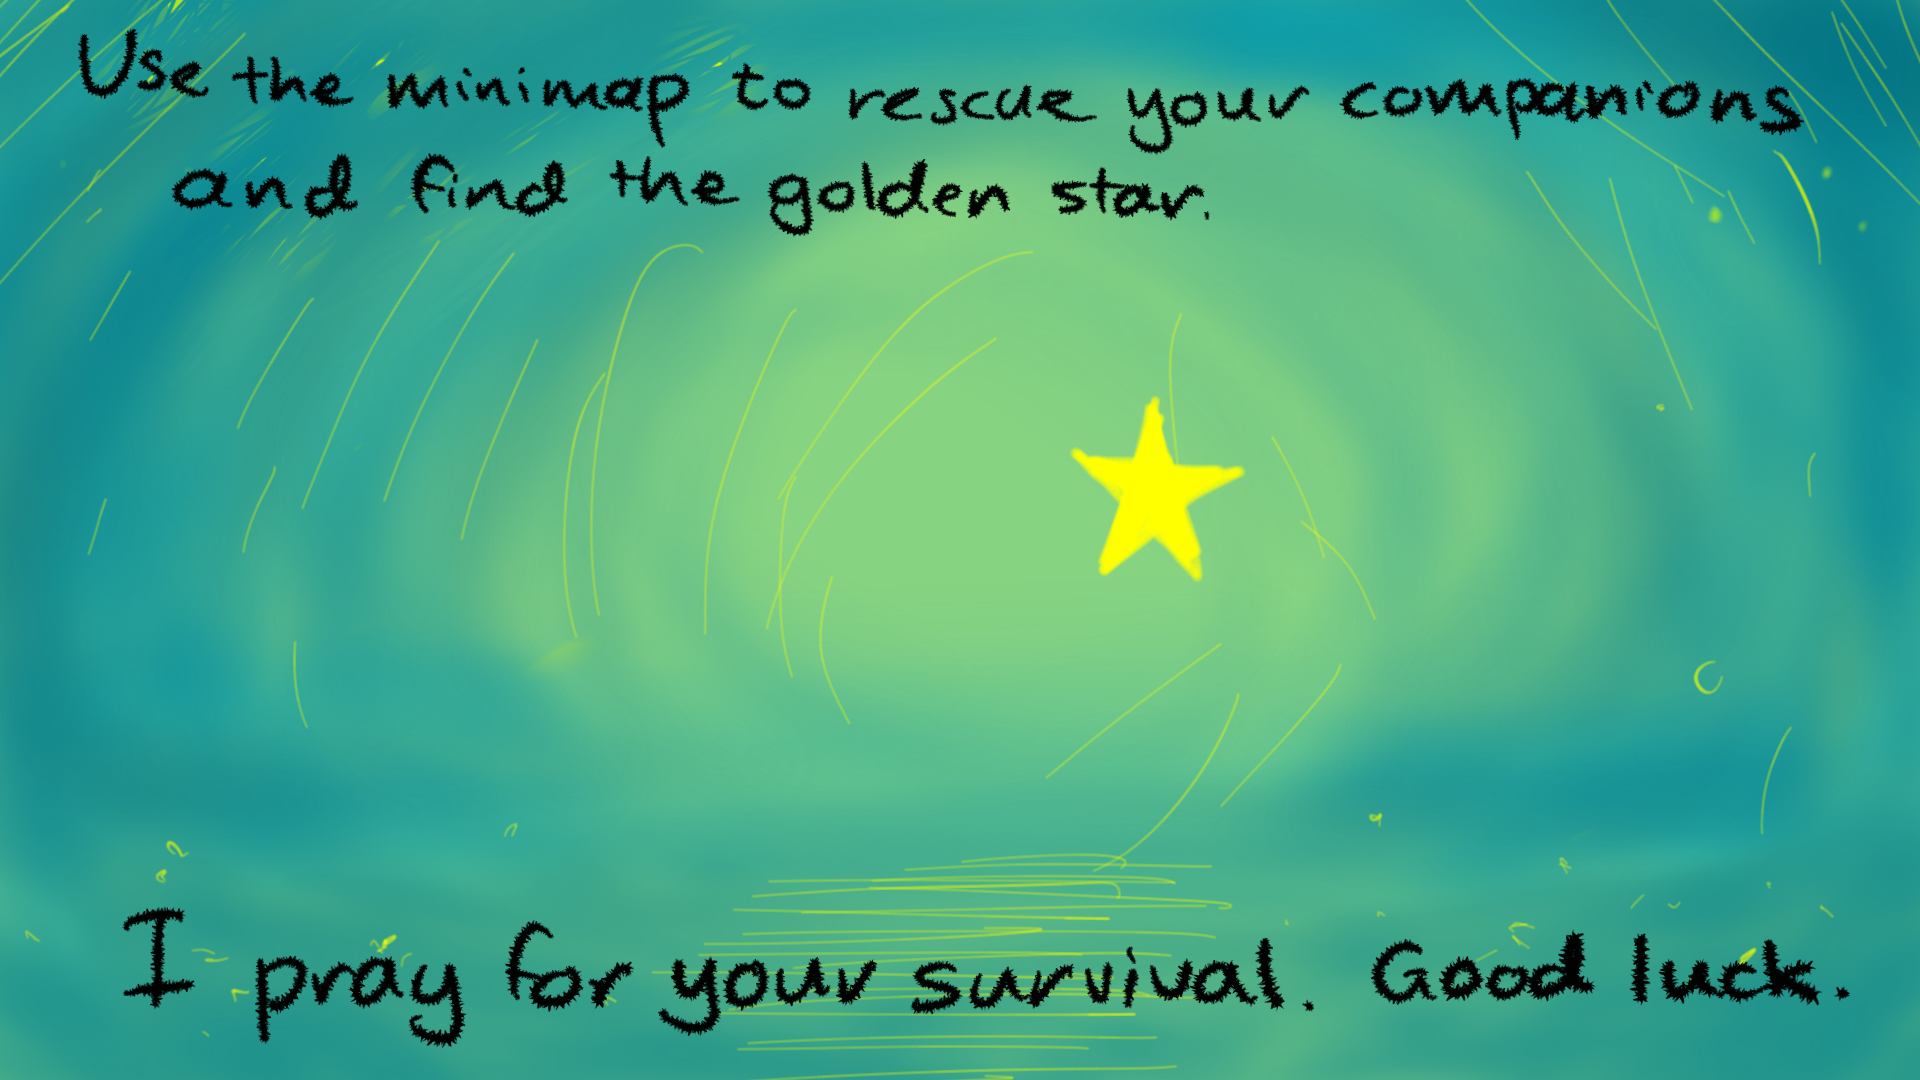 Use the minimap to rescue your companions
and find the golden star.
I pray for your survival. Good luck.